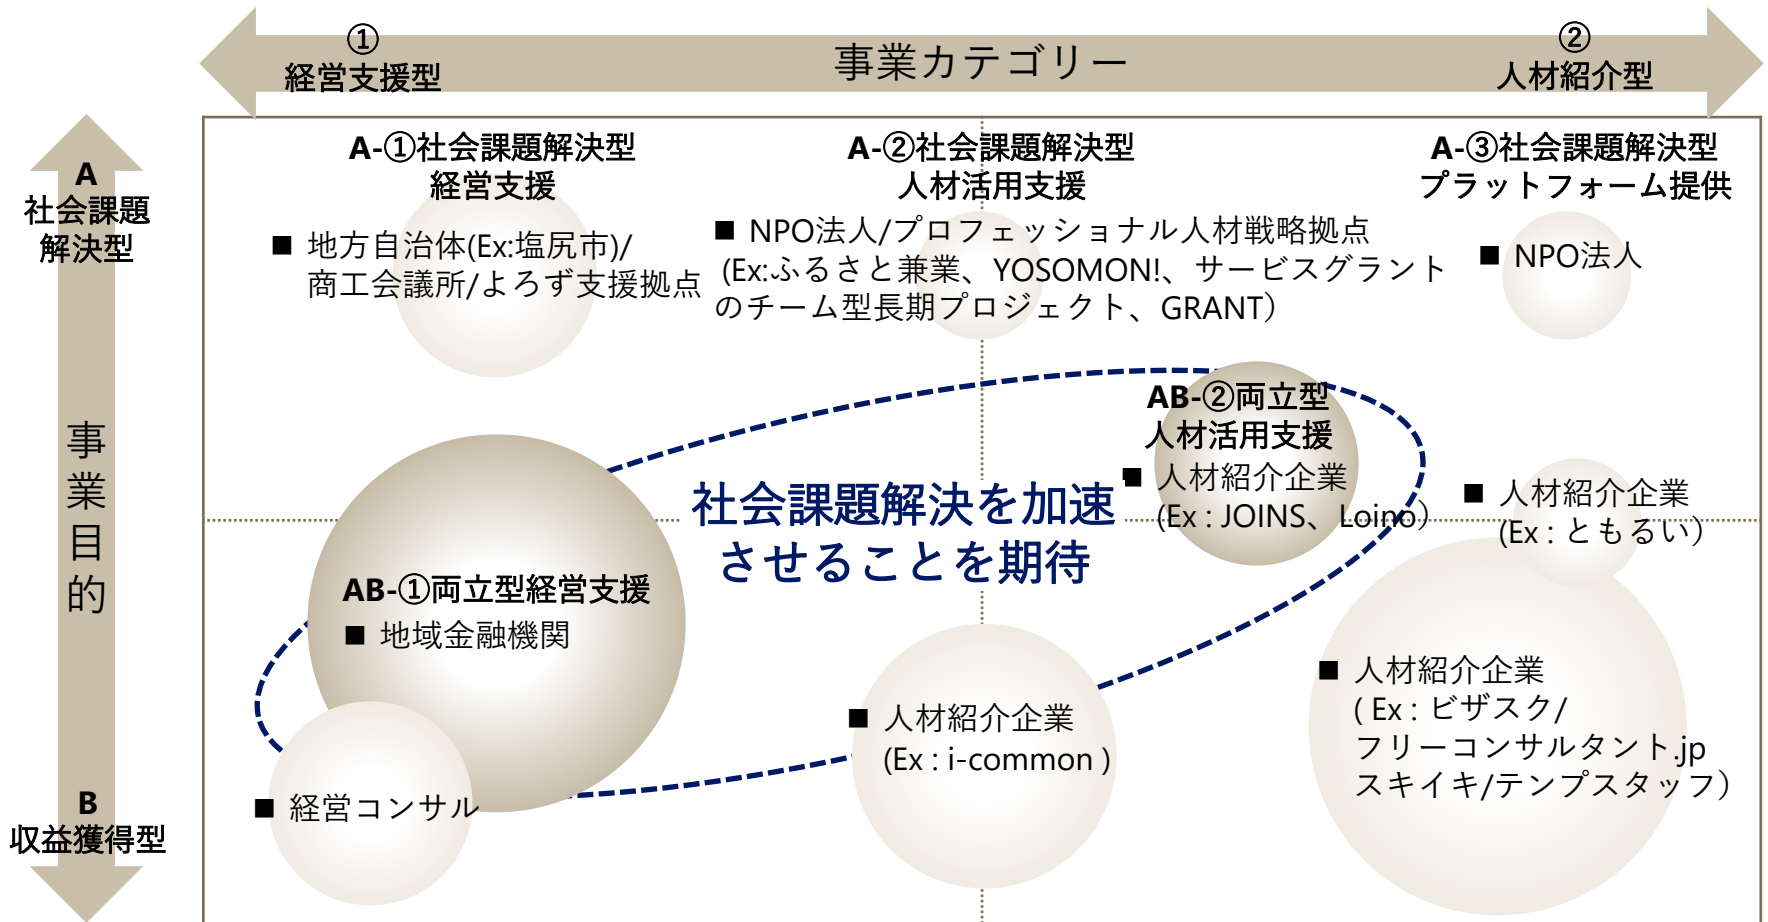 ①
経営支援型
事業カテゴリー
②
人材紹介型
A
社会課題
解決型
事業目的
B
収益獲得型
A-①社会課題解決型
経営支援
■ 地方自治体(Ex:塩尻市)/
商工会議所/よろず支援拠点
A-②社会課題解決型
人材活用支援
■ NPO法人/プロフェッショナル人材戦略拠点
(Ex:ふるさと兼業、YOSOMON!、サービスグラント
のチーム型長期プロジェクト、GRANT）
A-③社会課題解決型
プラットフォーム提供
■ NPO法人
AB-②両立型
人材活用支援
■ 人材紹介企業
(Ex : JOINS、Loino）
社会課題解決を加速
させることを期待
■ 人材紹介企業
(Ex : ともるい）
AB-①両立型経営支援
■ 地域金融機関
■ 経営コンサル
■ 人材紹介企業
(Ex : i-common )
■ 人材紹介企業
( Ex : ビザスク/
フリーコンサルタント.jp
スキイキ/テンプスタッフ）